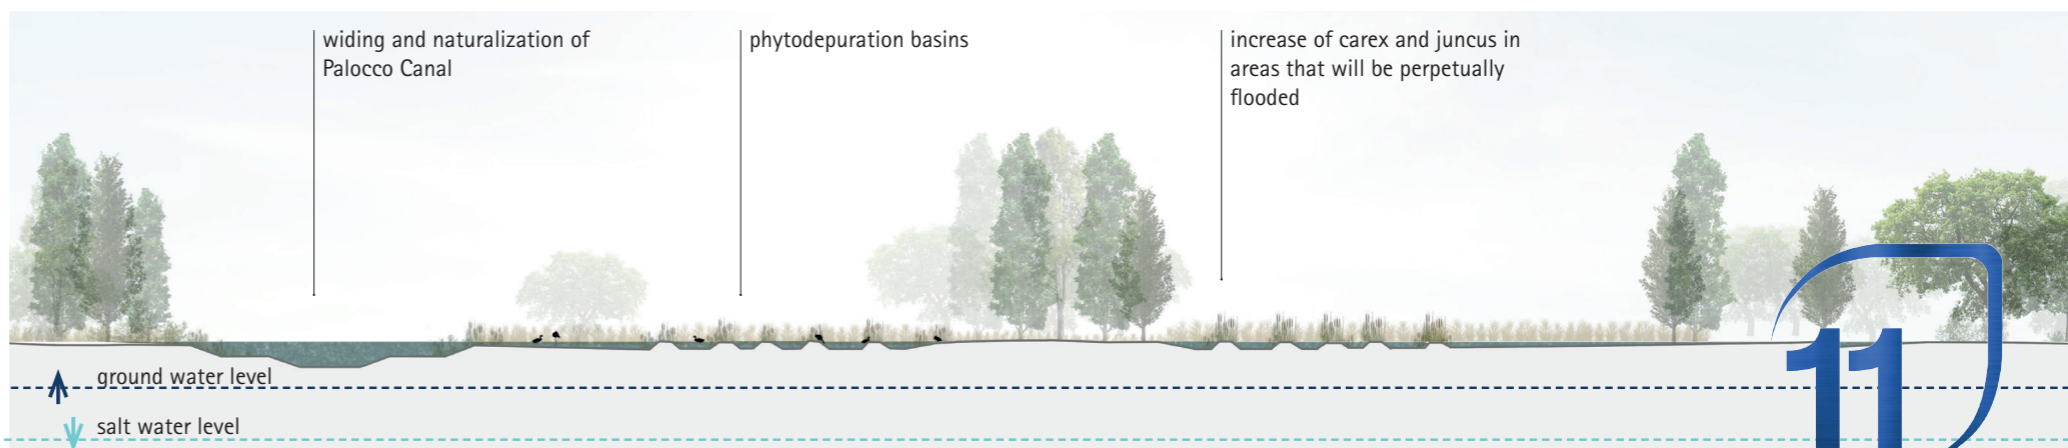 widing and naturalization of
Palocco Canal
phytodepuration basins
increase of carex and juncus in
areas that will be perpetually
flooded
ground water level
salt water level
11